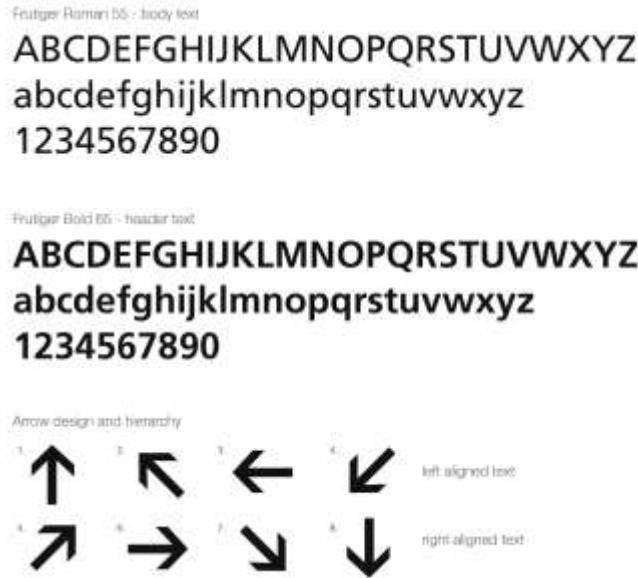 Frutiger Roman 55 - body text
ABCDEFGHIJKLMNOPQRSTUVWXYZ
abcdefghijklmnopqrstuvwxyz
1234567890
Frutiger Bold 65 - header text
ABCDEFGHIJKLMNOPQRSTUVWXYZ
abcdefghijklmnopqrstuvwxyz
1234567890
Arrow design and hierarchy
1. 2. 3. 4. left aligned text
5. 6. 7. 8. right aligned text